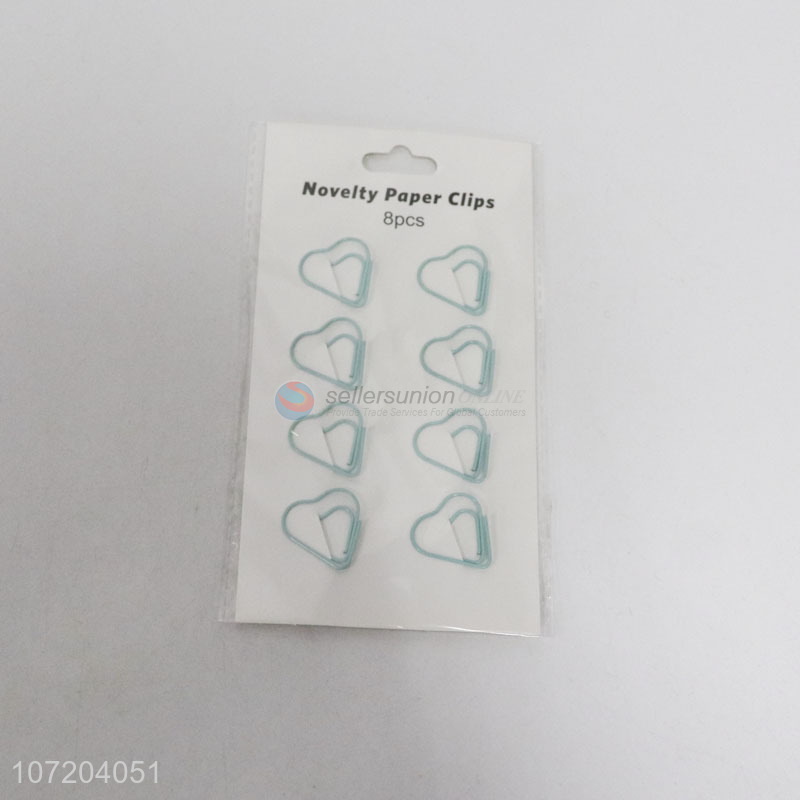 Novelty Paper Clips
8pcs
sellersunion ONLINE
Provide Trade Services For Global Customers
107204051